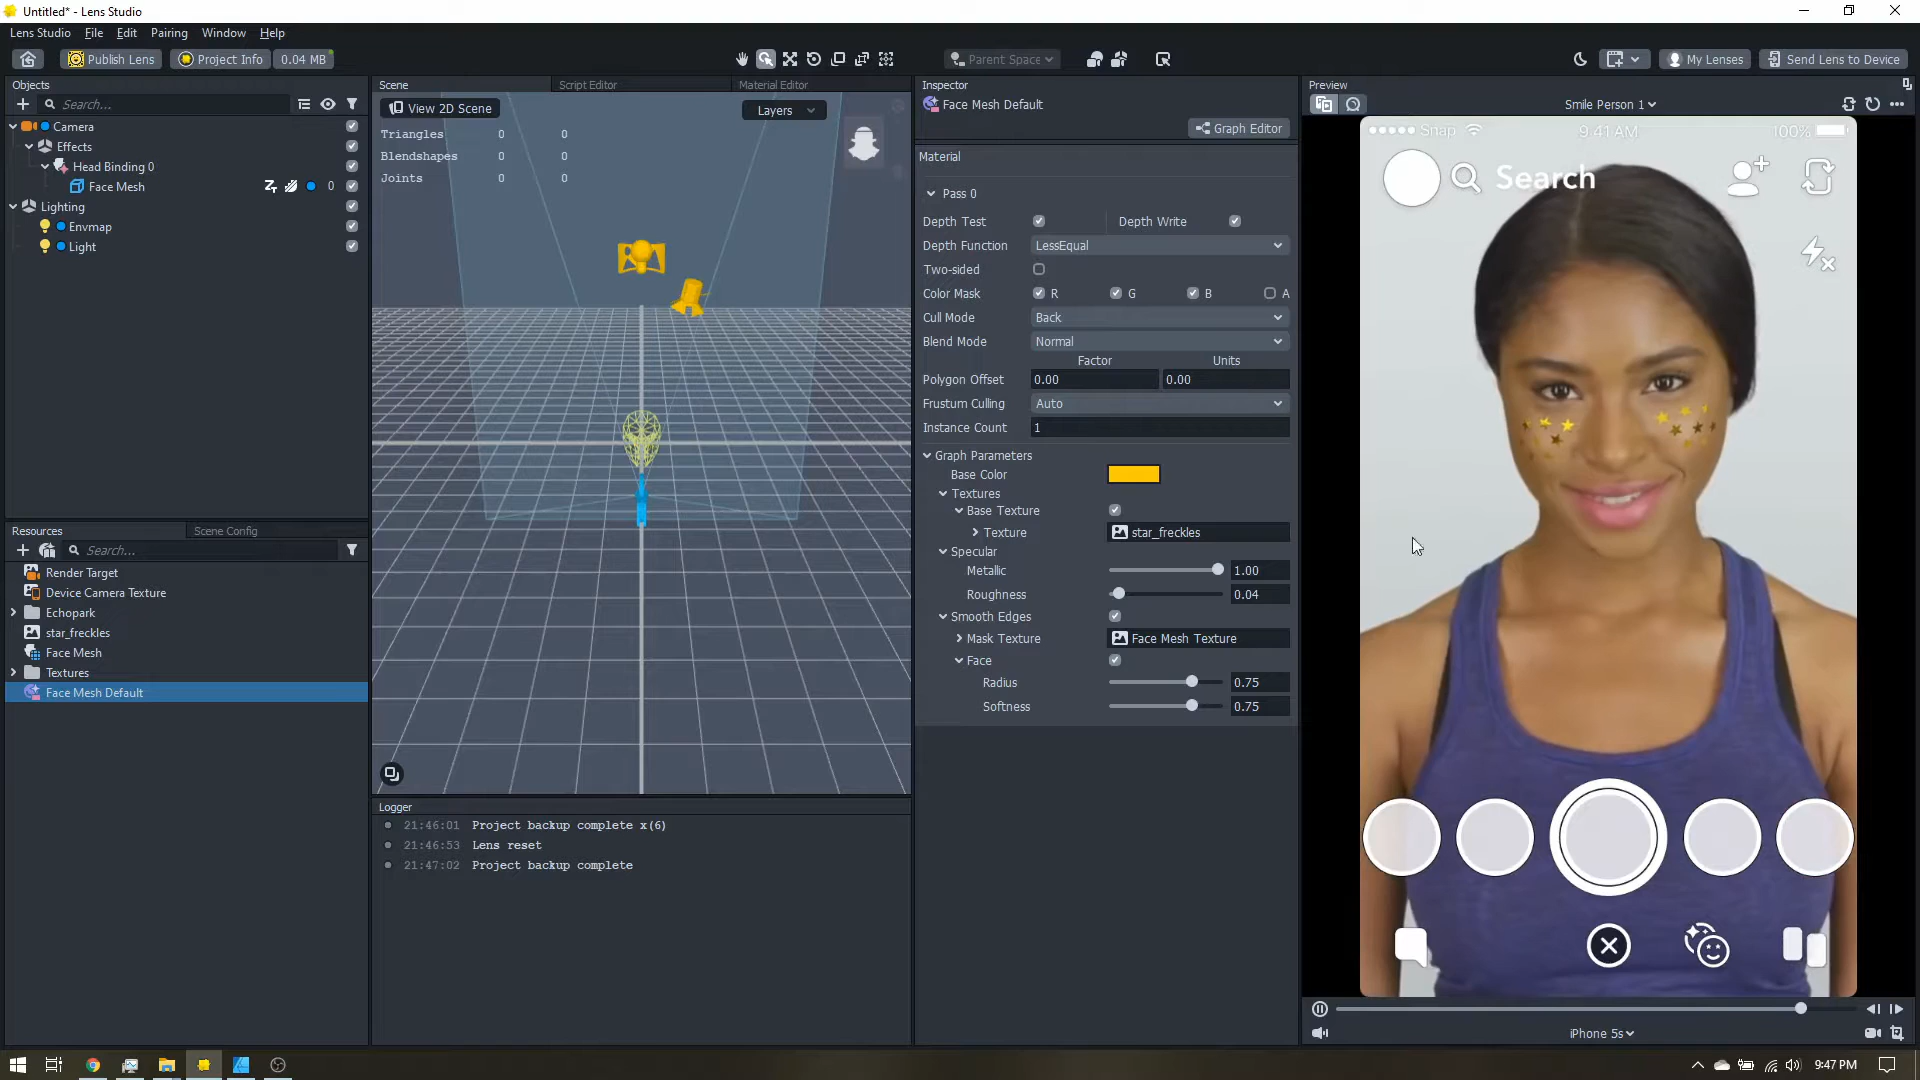 Untitled* - Lens Studio
Lens Studio File Edit Pairing Window Help
Publish Lens Project Info 0.04 MB Parent Space My Lenses Send Lens to Device
Objects
Search...
Camera
Effects
Head Binding 0
Face Mesh 0
Lighting
Envmap
Light
Resources Scene Config
Search...
Render Target
Device Camera Texture
Echopark
star_freckles
Face Mesh
Textures
Face Mesh Default
Scene Script Editor Material Editor
View 2D Scene Layers
Triangles 0 0
Blendshapes 0 0
Joints 0 0
Logger
21:46:01 Project backup complete x(6)
21:46:53 Lens reset
21:47:02 Project backup complete
Inspector
Face Mesh Default
Graph Editor
Material
Pass 0
Depth Test Depth Write
Depth Function LessEqual
Two-sided
Color Mask R G B A
Cull Mode Back
Blend Mode Normal
Factor Units
Polygon Offset 0.00 0.00
Frustum Culling Auto
Instance Count 1
Graph Parameters
Base Color
Textures
Base Texture
Texture star_freckles
Specular
Metallic 1.00
Roughness 0.04
Smooth Edges
Mask Texture Face Mesh Texture
Face
Radius 0.75
Softness 0.75
Preview
Smile Person 1
Snap 9:41 AM 100%
Search
iPhone 5s
9:47 PM